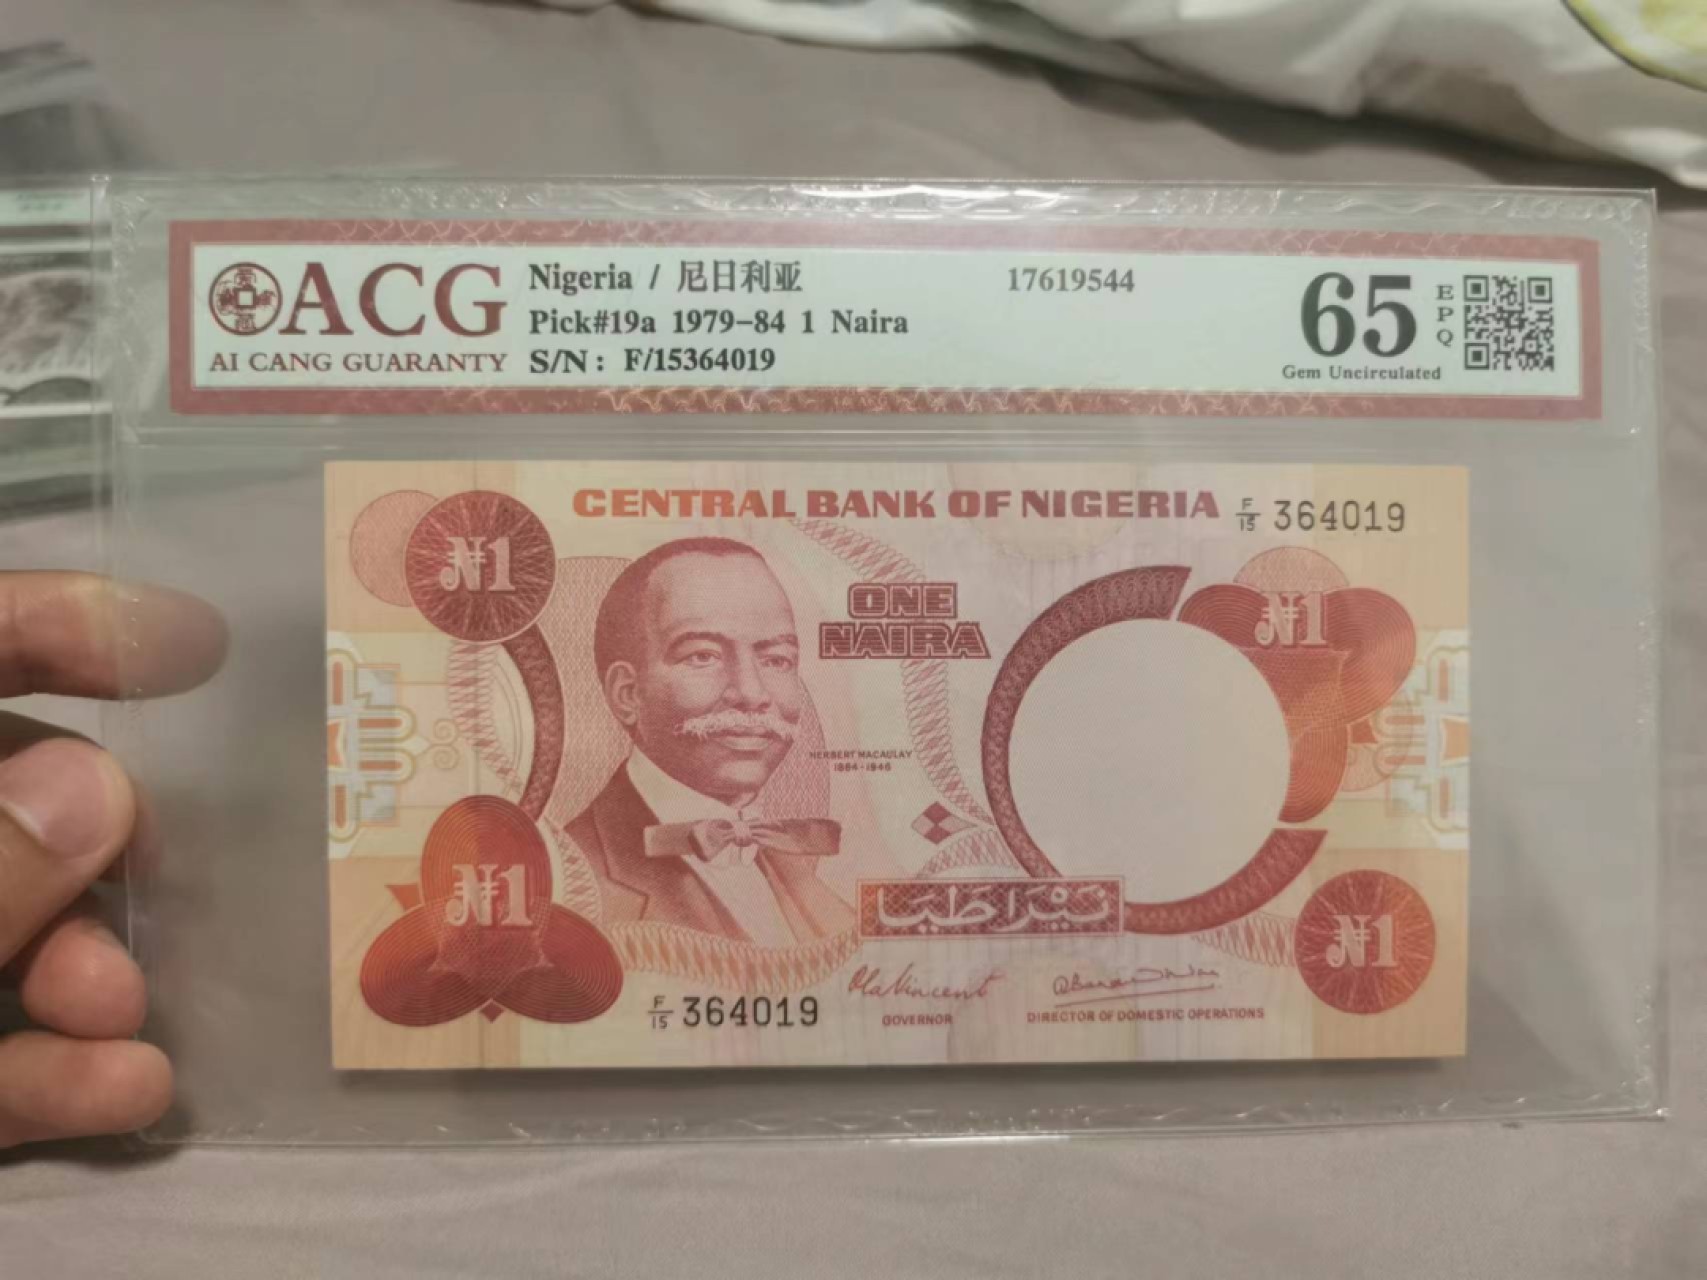 ACG
AI CANG GUARANTY
Nigeria / 尼日利亚
17619544
Pick#19a 1979-84 1 Naira
S/N: F/15364019
65
EPQ
Gem Uncirculated
CENTRAL BANK OF NIGERIA
F/15 364019
₦1
₦1
ONE
NAIRA
HERBERT MACAULAY
1864-1946
₦1
نَيْرَا طَيَا
₦1
F/15 364019
GOVERNOR
DIRECTOR OF DOMESTIC OPERATIONS